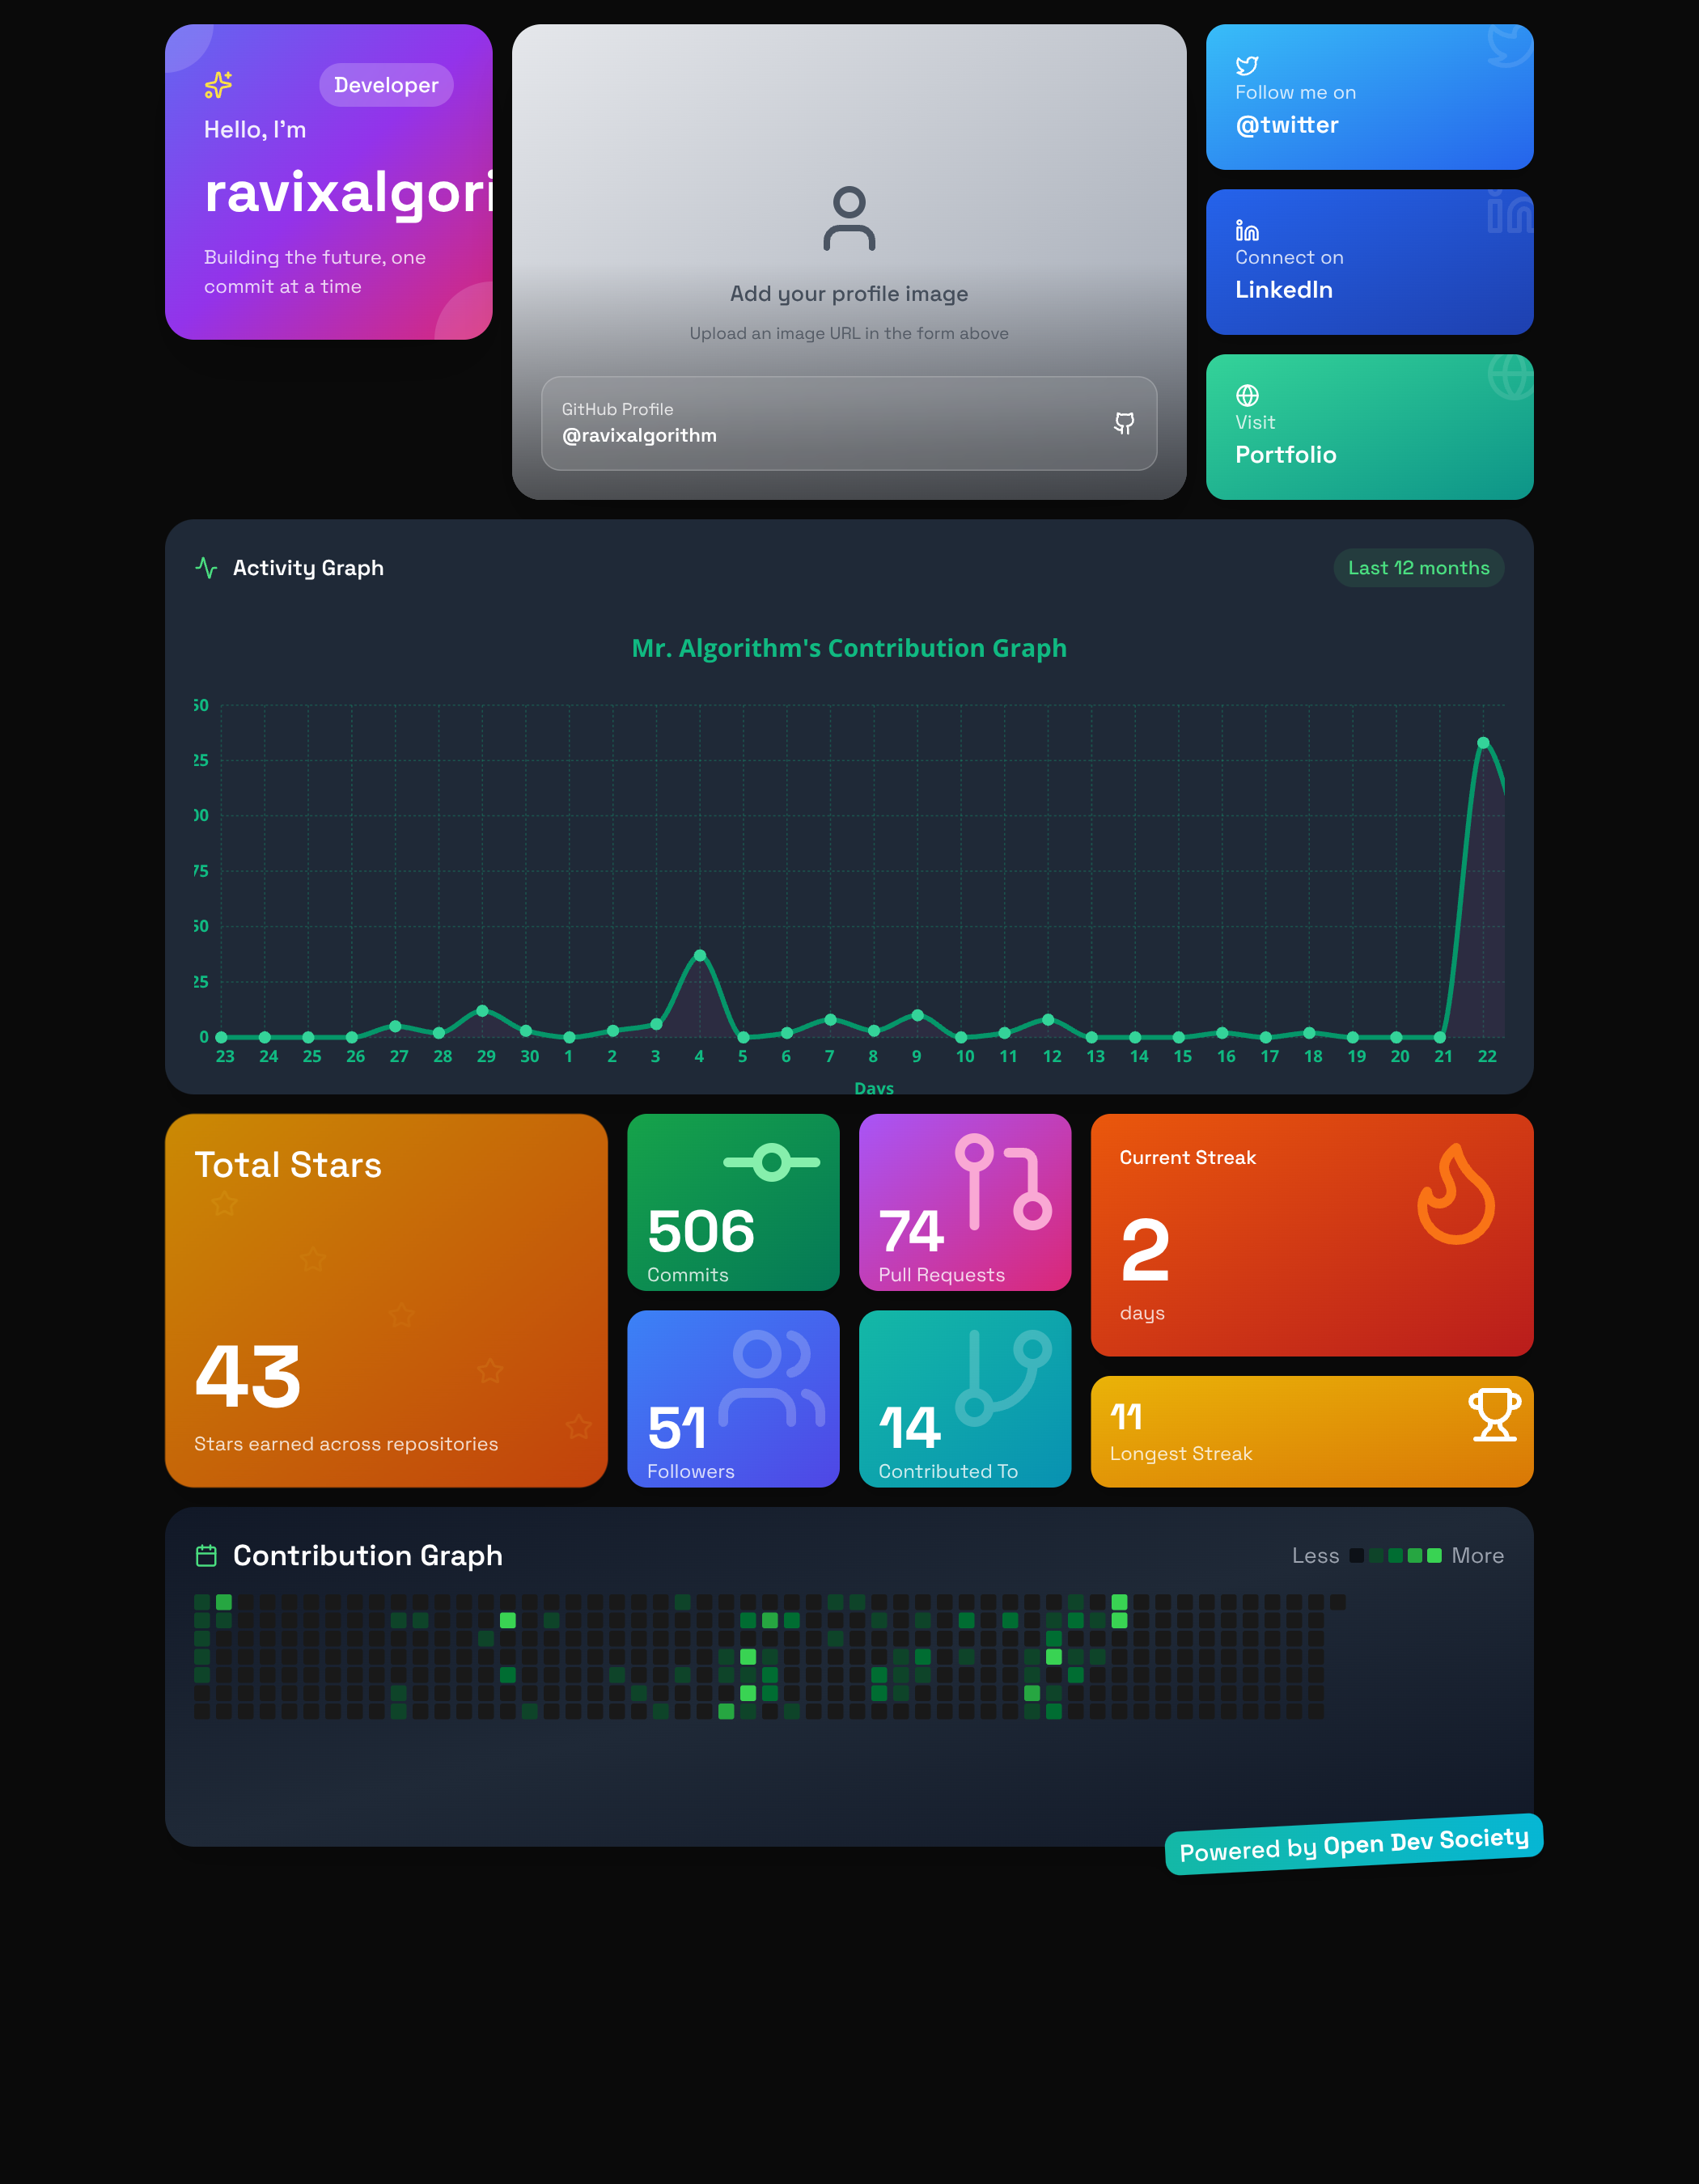 Developer
Hello, I'm
ravixalgori
Building the future, one
commit at a time
Add your profile image
Upload an image URL in the form above
GitHub Profile
@ravixalgorithm
Follow me on
@twitter
Connect on
LinkedIn
Visit
Portfolio
Activity Graph
Last 12 months
Mr. Algorithm's Contribution Graph
50
25
00
75
50
25
0
23 24 25 26 27 28 29 30 1 2 3 4 5 6 7 8 9 10 11 12 13 14 15 16 17 18 19 20 21 22
Days
Total Stars
43
Stars earned across repositories
506
Commits
74
Pull Requests
51
Followers
14
Contributed To
Current Streak
2
days
11
Longest Streak
Contribution Graph
Less More
Powered by Open Dev Society